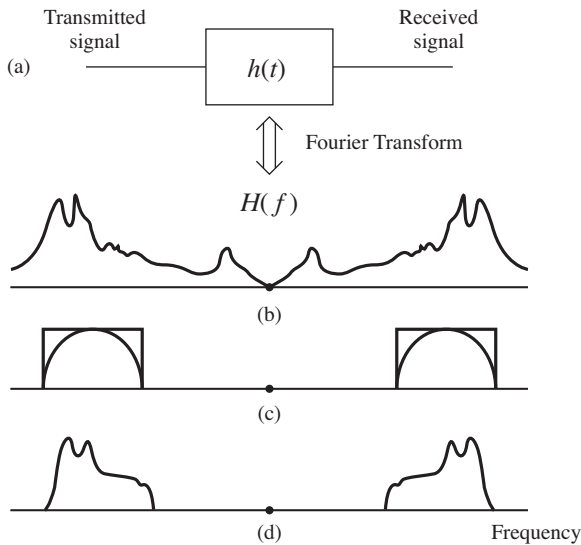 Transmitted
signal
Received
signal
(a)
h(t)
Fourier Transform
H(f)
(b)
(c)
(d)
Frequency